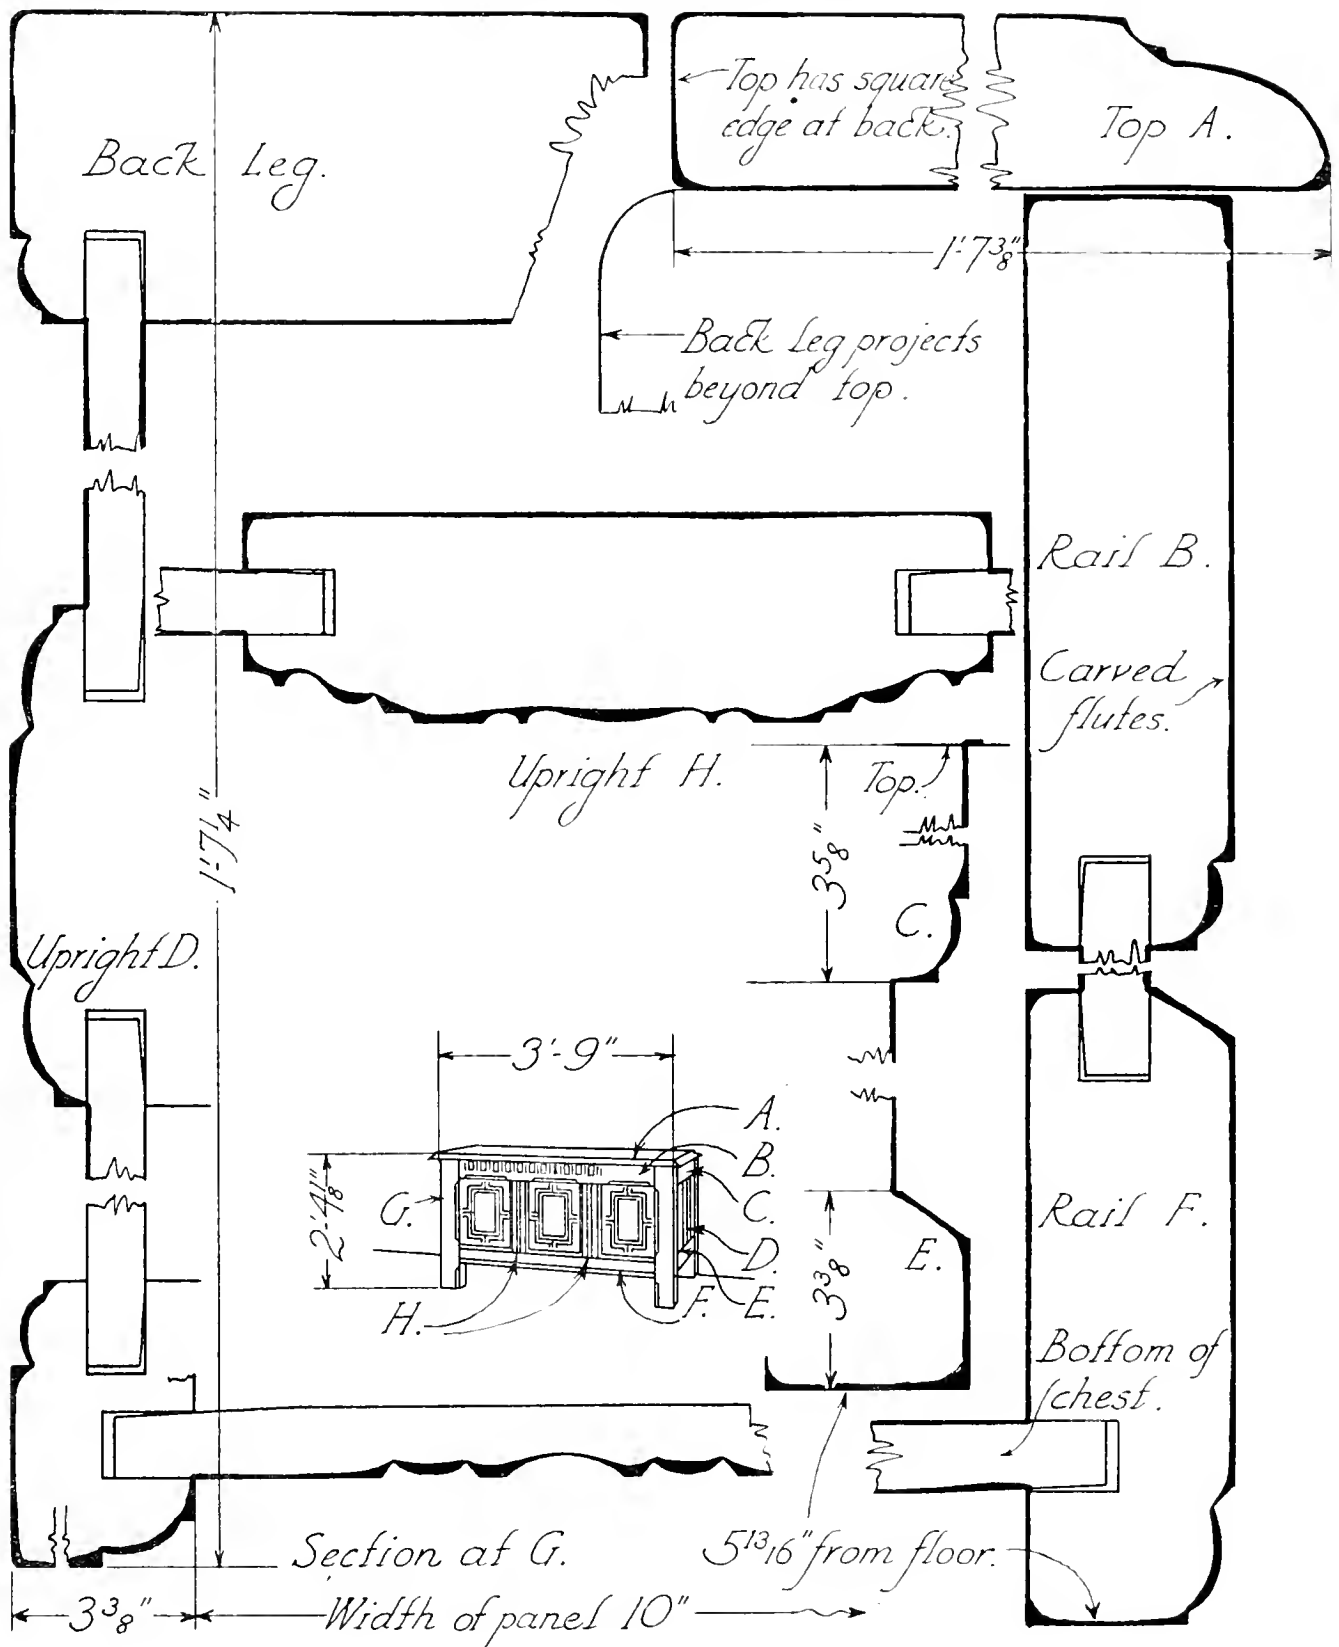 Back Leg.
Top has square
edge at back.
Top A.
1'-7 3/8"
Back Leg projects
beyond top.
Rail B.
Carved
flutes.
Upright H.
Top.
1'-7 1/4"
3 5/8"
C.
Upright D.
3'-9"
A.
B.
C.
D.
E.
F.
G.
H.
2'-4 1/8"
3 3/8"
E.
Rail F.
Bottom of
chest.
Section at G.
5 13/16" from floor.
3 3/8"
Width of panel 10"